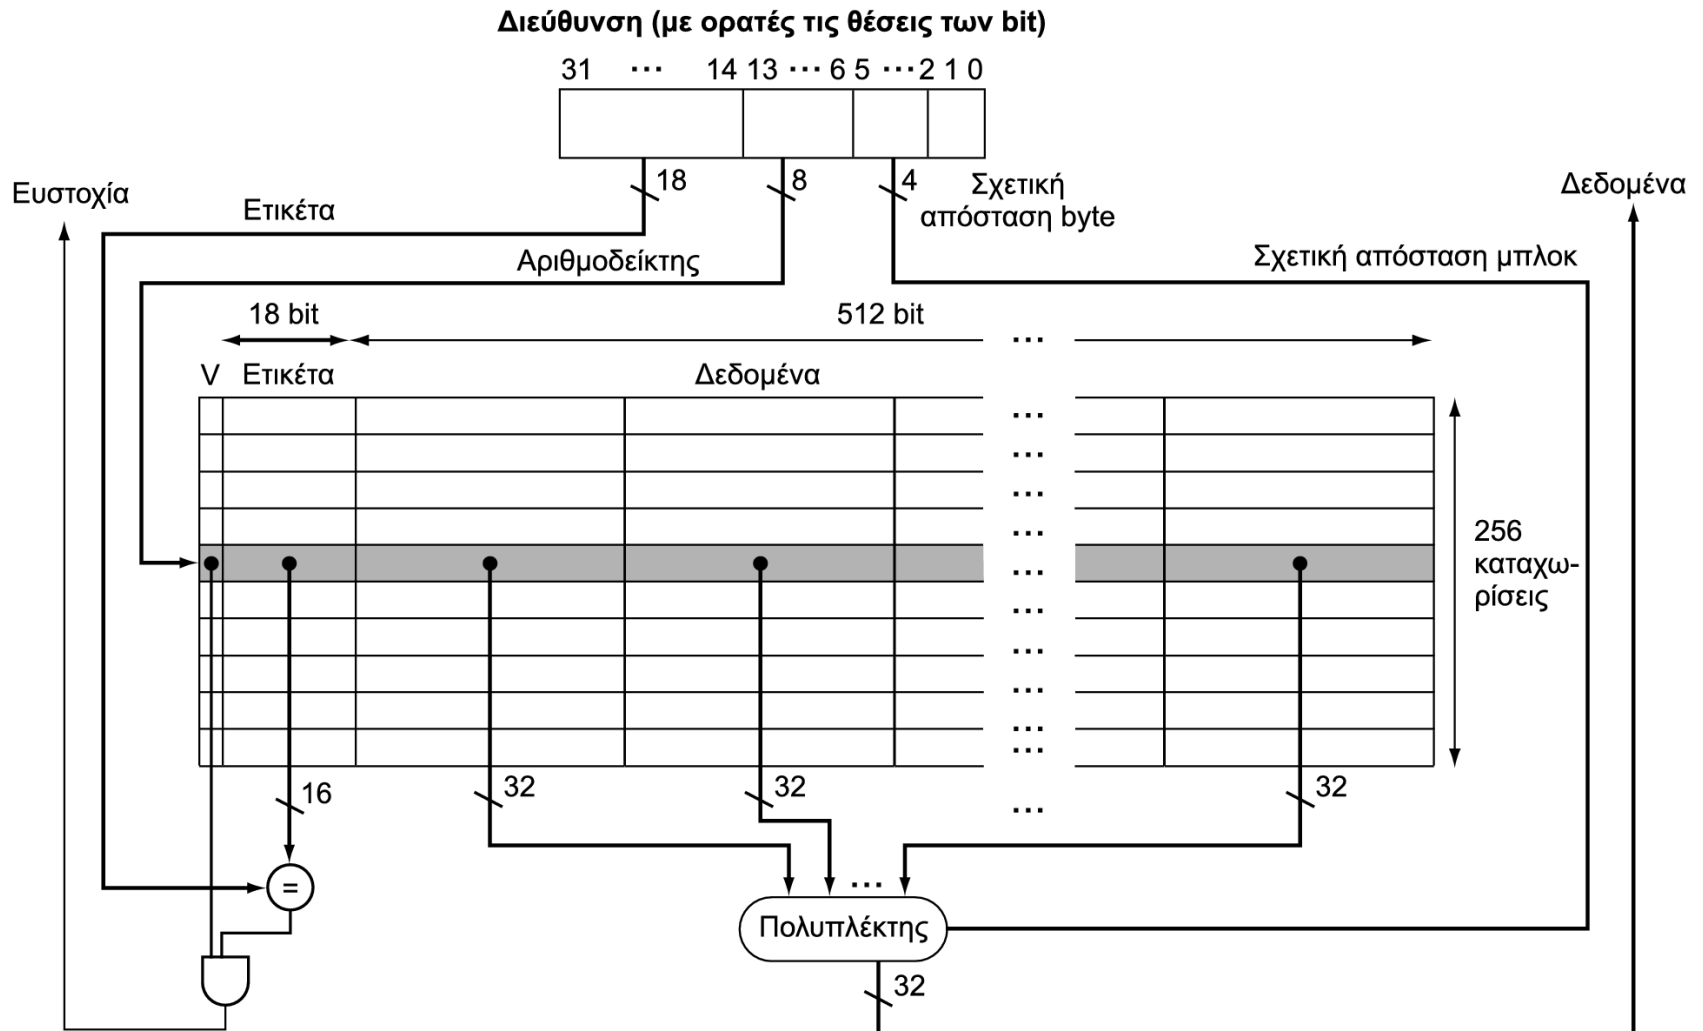 Διεύθυνση (με ορατές τις θέσεις των bit)
31 ··· 14 13 ··· 6 5 ··· 2 1 0
18 8 4 Σχετική
απόσταση byte
Ευστοχία
Δεδομένα
Ετικέτα
Αριθμοδείκτης
Σχετική απόσταση μπλοκ
18 bit
512 bit
···
V Ετικέτα Δεδομένα
···
···
···
···
···
···
···
···
···
···
256
καταχω-
ρίσεις
16 32 32 ··· 32
=
···
Πολυπλέκτης
32